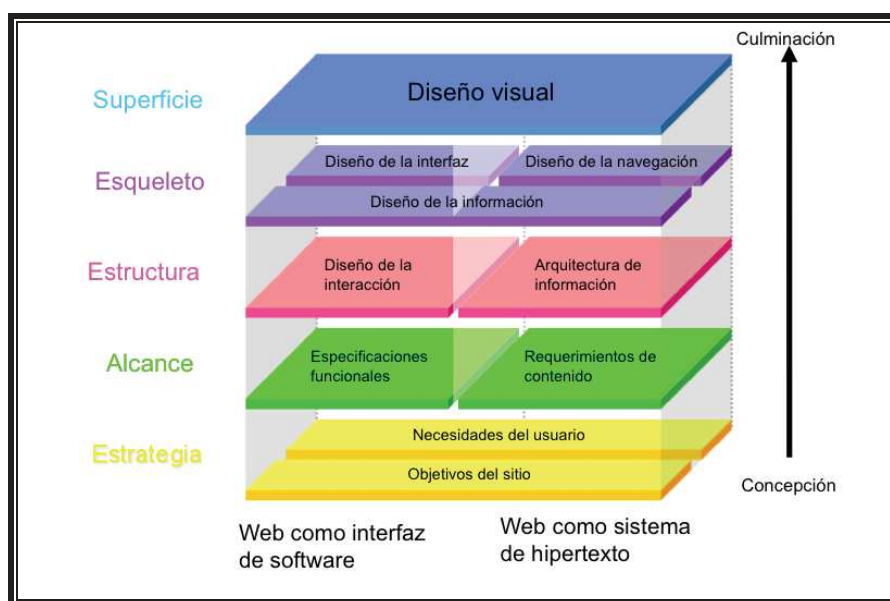 Culminación
Superficie
Diseño visual
Esqueleto
Diseño de la interfaz
Diseño de la navegación
Diseño de la información
Estructura
Diseño de la
interacción
Arquitectura de
información
Alcance
Especificaciones
funcionales
Requerimientos de
contenido
Estrategia
Necesidades del usuario
Objetivos del sitio
Concepción
Web como interfaz
de software
Web como sistema
de hipertexto